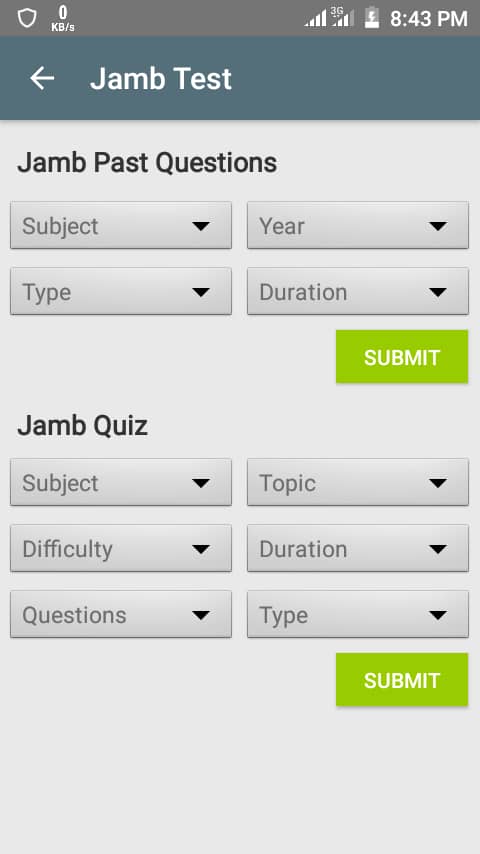 0
KB/s
3G
8:43 PM
Jamb Test
Jamb Past Questions
Subject
Year
Type
Duration
SUBMIT
Jamb Quiz
Subject
Topic
Difficulty
Duration
Questions
Type
SUBMIT